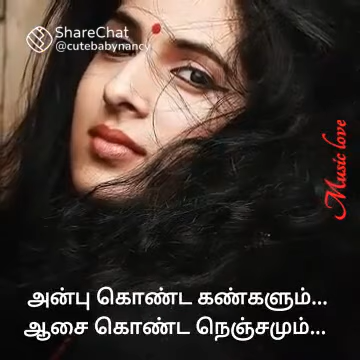 ShareChat
@cutebabynancy
Music love
அன்பு கொண்ட கண்களும்...
ஆசை கொண்ட நெஞ்சமும்...